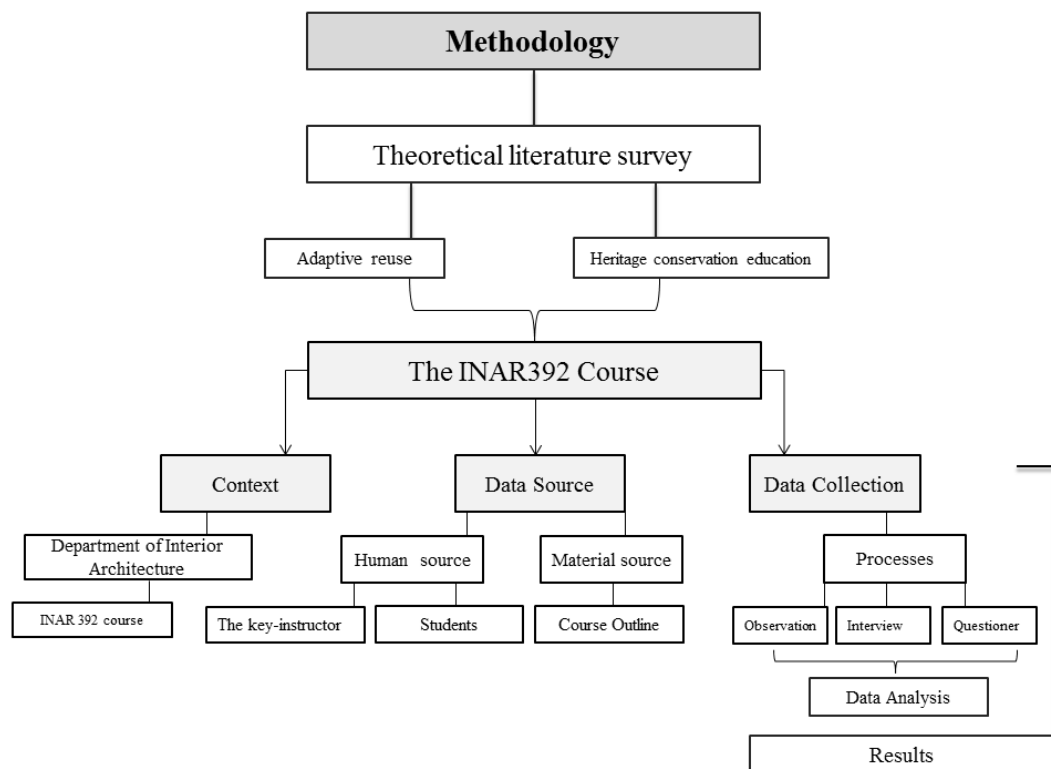 Methodology
Theoretical literature survey
Adaptive reuse
Heritage conservation education
The INAR392 Course
Context
Data Source
Data Collection
Department of Interior
Architecture
Human source
Material source
Processes
INAR 392 course
The key-instructor
Students
Course Outline
Observation
Interview
Questioner
Data Analysis
Results